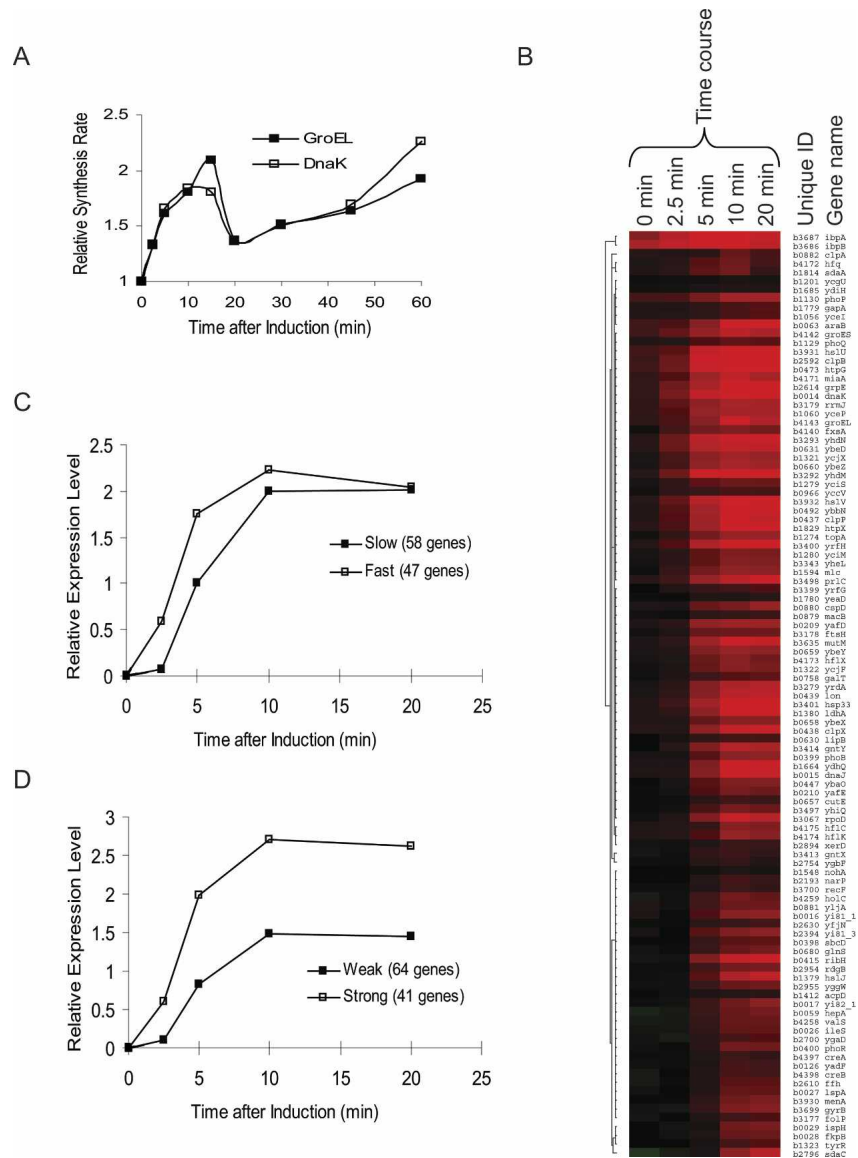 A
Relative Synthesis Rate
2.5
2
1.5
1
GroEL
DnaK
0 10 20 30 40 50 60
Time after Induction (min)
B
Time course
0 min
2.5 min
5 min
10 min
20 min
Unique ID
Gene name
b3687 ibpA
b3686 ibpB
b0882 clpA
b4172 hfq
b1814 sdaA
b1201 ycgU
b1685 ydiH
b1130 phoP
b1779 gapA
b1056 yceI
b0063 araB
b4142 groES
b1129 phoQ
b3931 hslU
b2592 clpB
b0473 htpG
b4171 miaA
b2614 grpE
b0014 dnaK
b3179 rrmJ
b1060 yceP
b4143 groEL
b4140 fxsA
b3293 yhdN
b0631 ybeD
b1321 ycjX
b0660 ybeZ
b3292 yhdM
b1279 yciS
b0966 yccV
b3932 hslV
b0492 ybbN
b0437 clpP
b1829 htpX
b1274 topA
b3400 yrfH
b1280 yciM
b3343 yheL
b1594 mlc
b3498 prlC
b3399 yrfG
b1780 yeaD
b0880 cspD
b0879 macB
b0209 yafD
b3178 ftsH
b3635 mutM
b0659 ybeY
b4173 hflX
b1322 ycjF
b0758 galT
b3279 yrdA
b0439 lon
b3401 hsp33
b1380 ldhA
b0658 ybeX
b0438 clpX
b0630 lipB
b3414 gntY
b0399 phoB
b1664 ydhQ
b0015 dnaJ
b0447 ybaO
b0210 yafE
b0657 cutE
b3497 yhiQ
b3067 rpoD
b4175 hflC
b4174 hflK
b2894 xerD
b3413 gntX
b2754 ygbF
b1548 nohA
b2193 narP
b3700 recF
b4259 holC
b0881 yljA
b0016 yi81_1
b2630 yfjN
b2394 yi81_3
b0398 sbcD
b0680 glnS
b0415 ribH
b2954 rdgB
b1379 hslJ
b2955 yggW
b1412 acpD
b0017 yi82_1
b0059 hepA
b4258 valS
b0026 ileS
b2700 ygaD
b0400 phoR
b4397 creA
b0126 yadF
b4398 creB
b2610 ffh
b0027 lspA
b3930 menA
b3699 gyrB
b3177 folP
b0029 ispH
b0028 fkpB
b1323 tyrR
b2796 sdaC
C
Relative Expression Level
2.5
2
1.5
1
0.5
0
Slow (58 genes)
Fast (47 genes)
0 5 10 15 20 25
Time after Induction (min)
D
Relative Expression Level
3
2.5
2
1.5
1
0.5
0
Weak (64 genes)
Strong (41 genes)
0 5 10 15 20 25
Time after Induction (min)